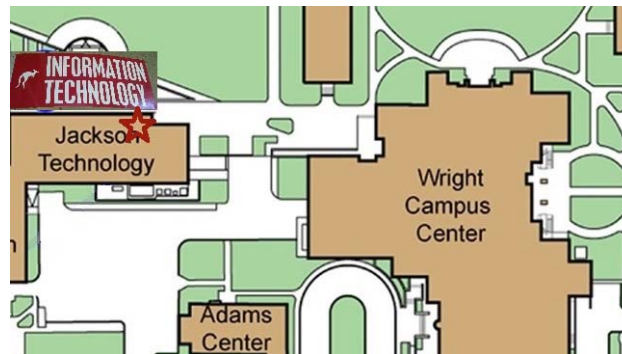 INFORMATION
TECHNOLOGY
Jackson
Technology
Wright
Campus
Center
n
Adams
Center